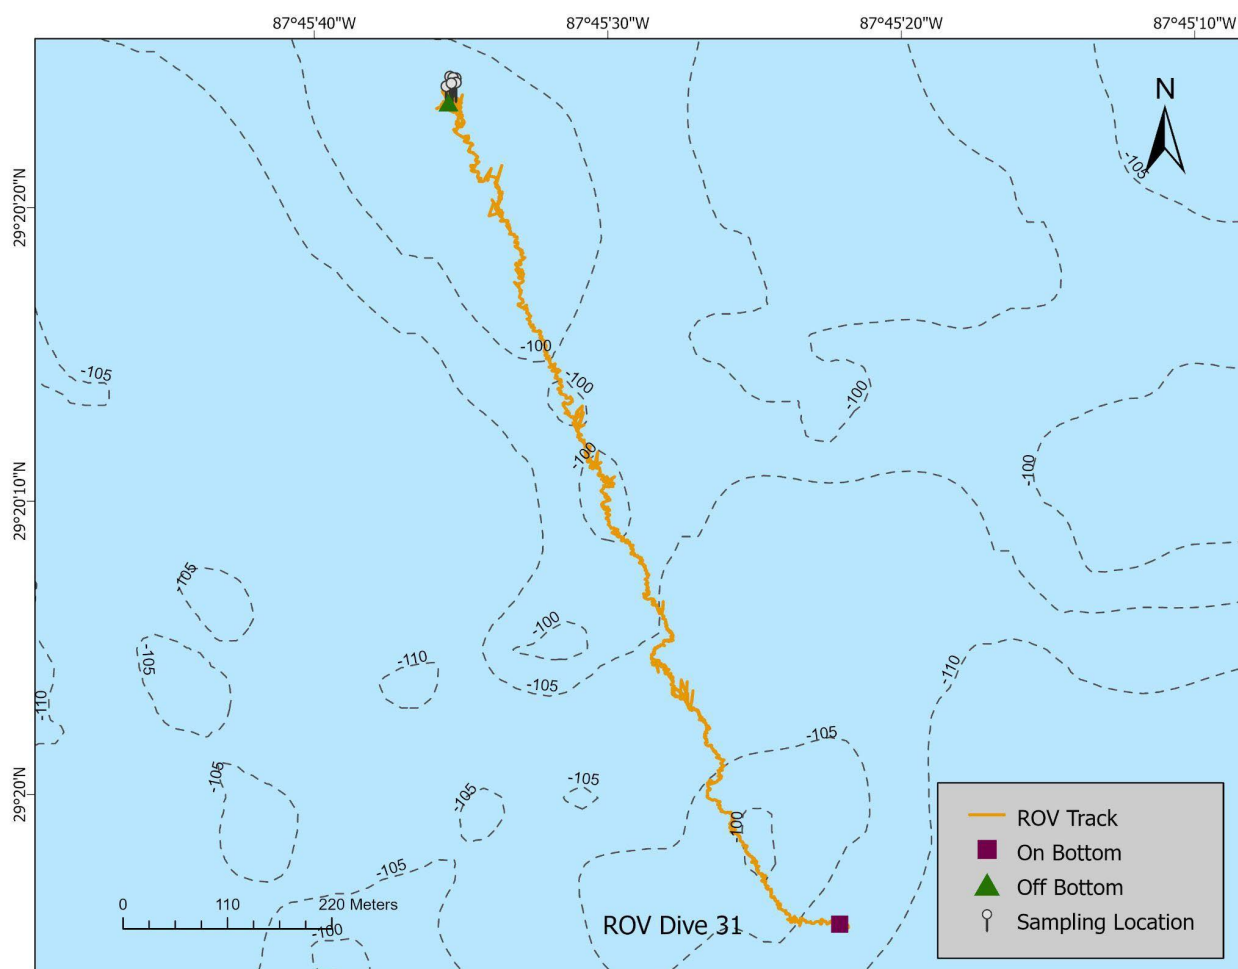 87°45'40"W
87°45'30"W
87°45'20"W
87°45'10"W
N
-105
29°20'20"N
-100
-105
-100
-100
-100
-100
29°20'10"N
-105
-100
-105
-110
-110
-105
-110
-105
-105
-105
-105
29°20'N
-100
-105
ROV Track
On Bottom
Off Bottom
Sampling Location
0 110 220 Meters
ROV Dive 31
-100